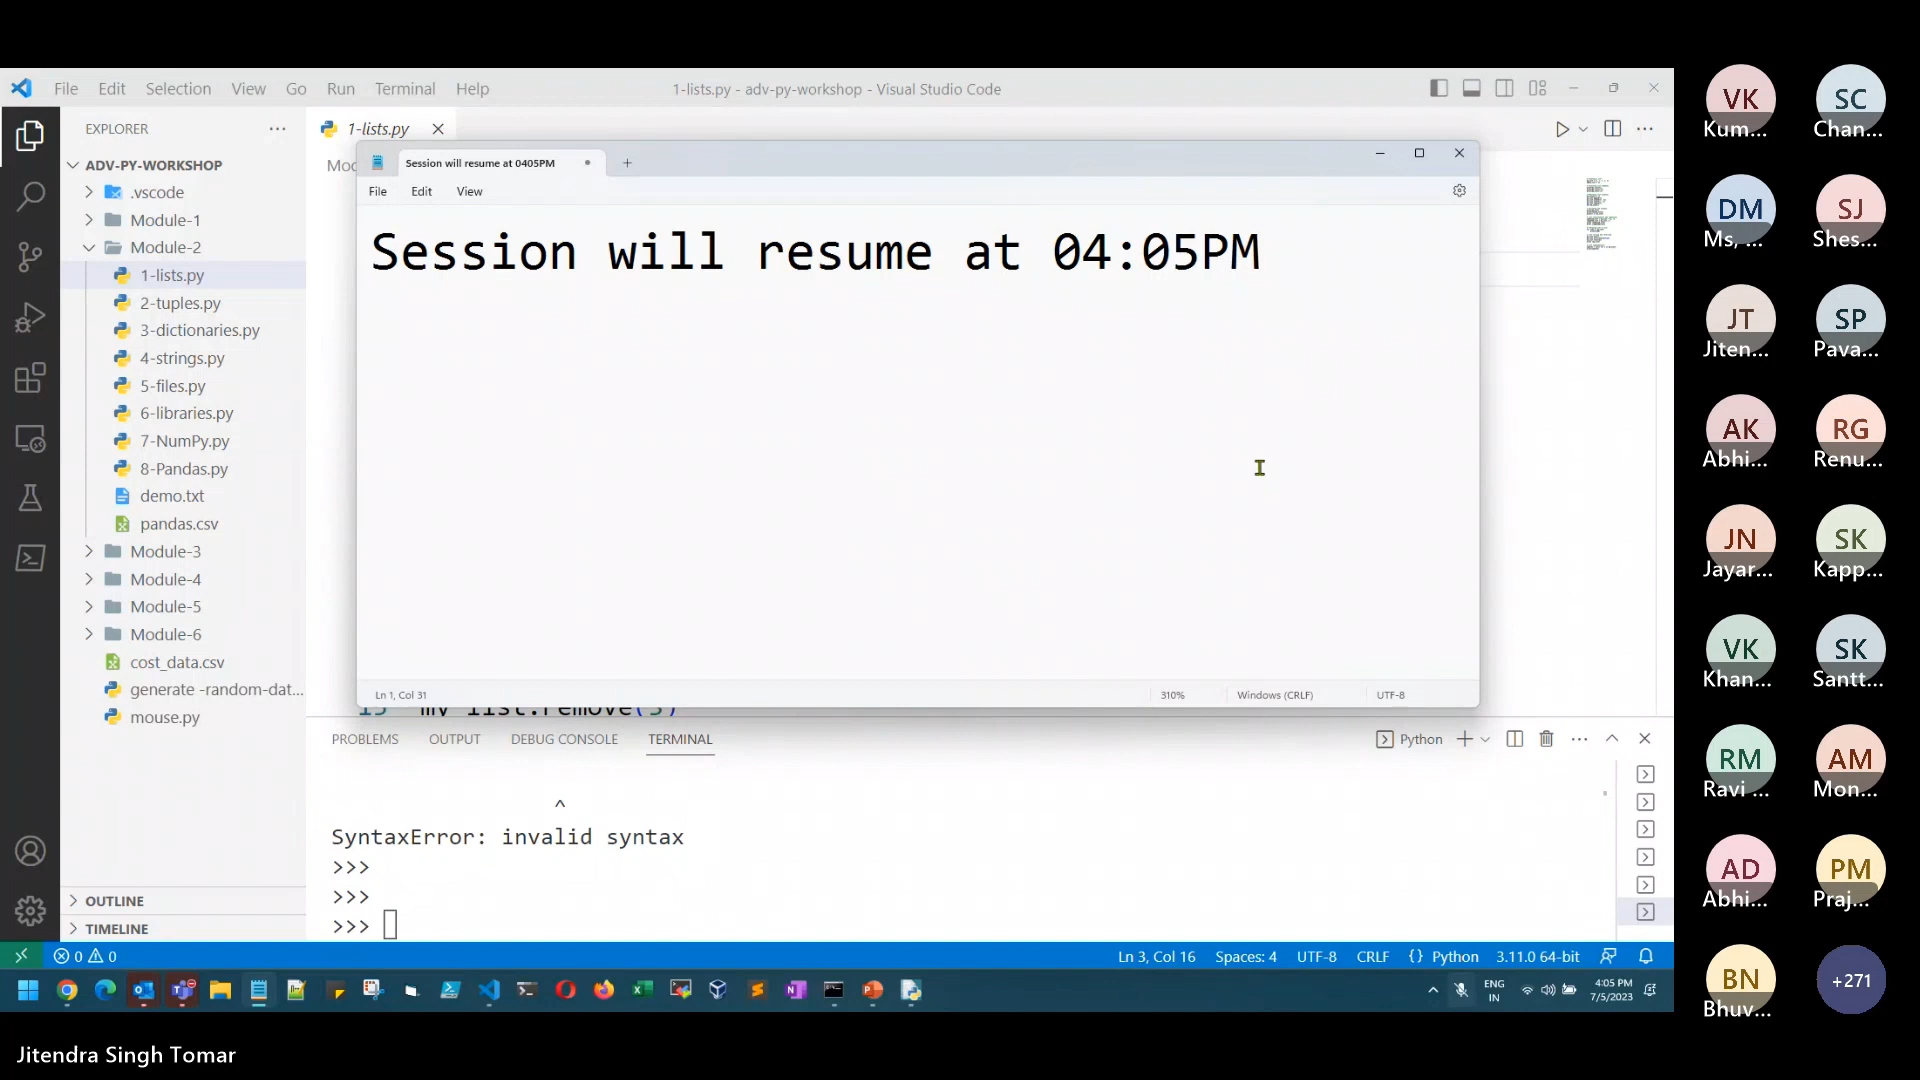 File Edit Selection View Go Run Terminal Help
1-lists.py - adv-py-workshop - Visual Studio Code
EXPLORER
1-lists.py
ADV-PY-WORKSHOP
.vscode
Module-1
Module-2
1-lists.py
2-tuples.py
3-dictionaries.py
4-strings.py
5-files.py
6-libraries.py
7-NumPy.py
8-Pandas.py
demo.txt
pandas.csv
Module-3
Module-4
Module-5
Module-6
cost_data.csv
generate -random-dat...
mouse.py
OUTLINE
TIMELINE
Session will resume at 0405PM
File Edit View
Session will resume at 04:05PM
Ln 1, Col 31
310%
Windows (CRLF)
UTF-8
15 my_list.remove(5)
PROBLEMS OUTPUT DEBUG CONSOLE TERMINAL
Python
^
SyntaxError: invalid syntax
>>>
>>>
>>>
0 0
Ln 3, Col 16 Spaces: 4 UTF-8 CRLF {} Python 3.11.0 64-bit
ENG
IN
4:05 PM
7/5/2023
Jitendra Singh Tomar
VK
Kum...
SC
Chan...
DM
Ms, ...
SJ
Shes...
JT
Jiten...
SP
Pava...
AK
Abhi...
RG
Renu...
JN
Jayar...
SK
Kapp...
VK
Khan...
SK
Santt...
RM
Ravi ...
AM
Mon...
AD
Abhi...
PM
Praj...
BN
Bhuv...
+271